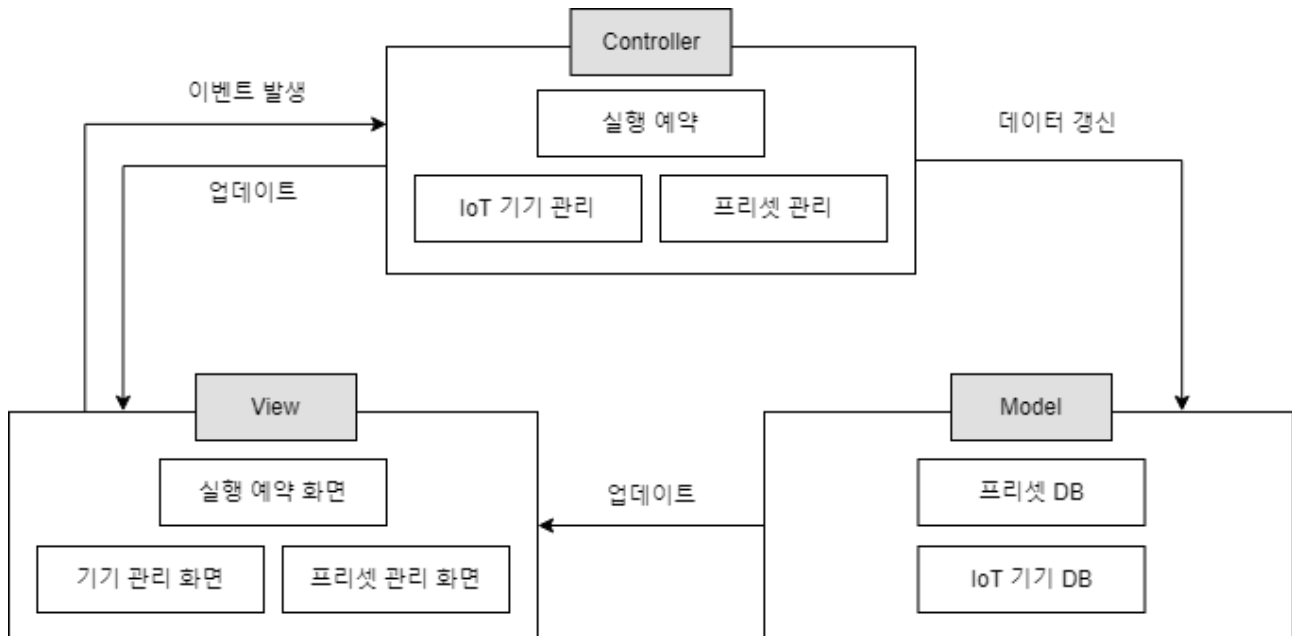 Controller
이벤트 발생
실행 예약
데이터 갱신
업데이트
IoT 기기 관리
프리셋 관리
View
Model
실행 예약 화면
업데이트
프리셋 DB
기기 관리 화면
프리셋 관리 화면
IoT 기기 DB